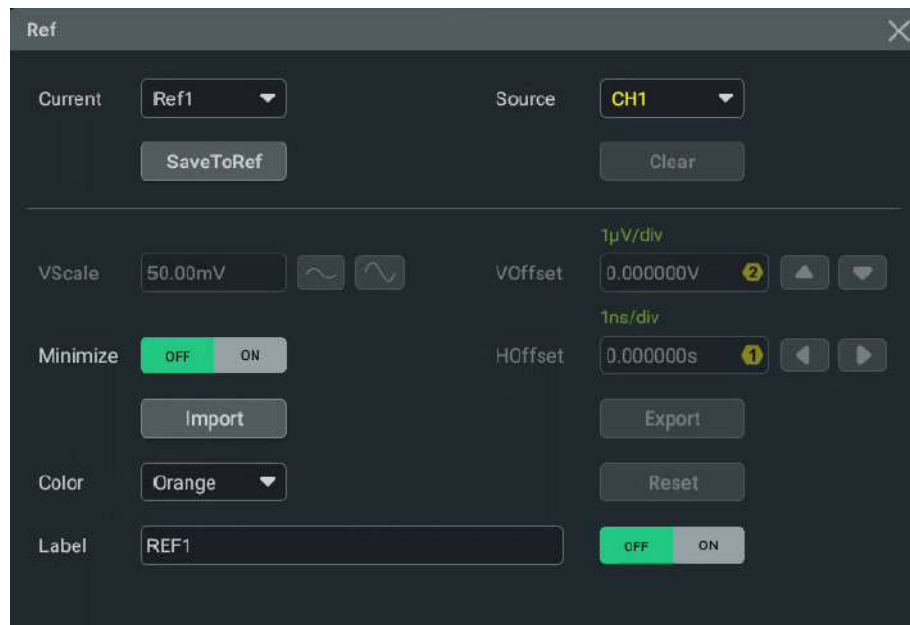 Ref
Current Ref1 Source CH1
SaveToRef Clear
1µV/div
VScale 50.00mV VOffset 0.000000V 2
1ns/div
Minimize OFF ON HOffset 0.000000s 1
Import Export
Color Orange Reset
Label REF1 OFF ON